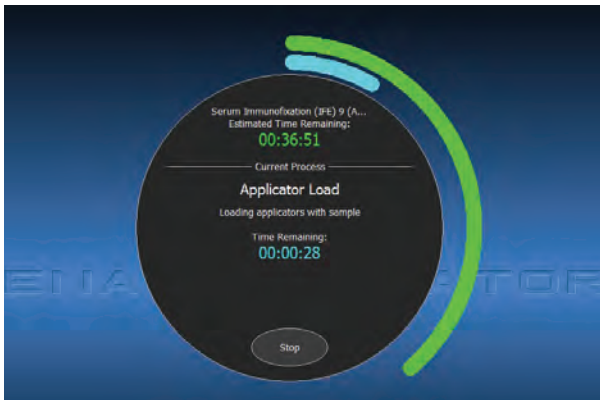 Serum Immunofixation (IFE) 9 (A...
Estimated Time Remaining:
00:36:51
Current Process
Applicator Load
Loading applicators with sample
Time Remaining:
00:00:28
Stop